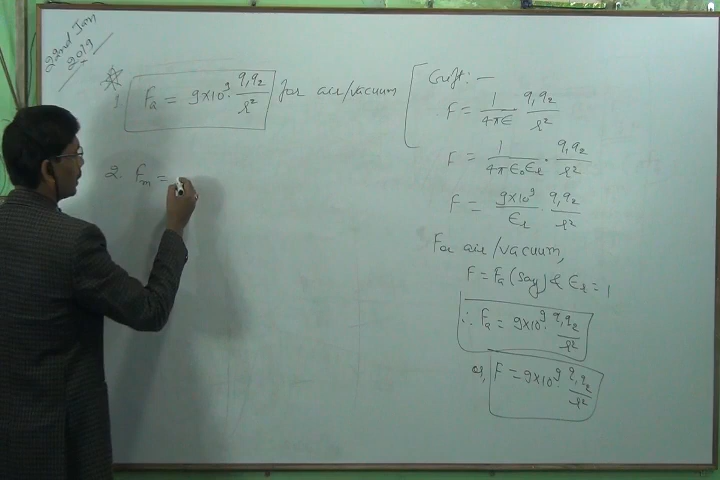 22nd Jan
2019
1. Fₐ = 9×10⁹ · q₁q₂/r² for air/vacuum
2. Fₘ =
F = 1/4πϵ · q₁q₂/r²
F = 1/4πϵ₀ϵᵣ · q₁q₂/r²
F = 9×10⁹/ϵᵣ · q₁q₂/r²
For air/vacuum,
F = Fₐ (say) & ϵᵣ = 1
∴ Fₐ = 9×10⁹ · q₁q₂/r²
or, F = 9×10⁹ q₁q₂/r²